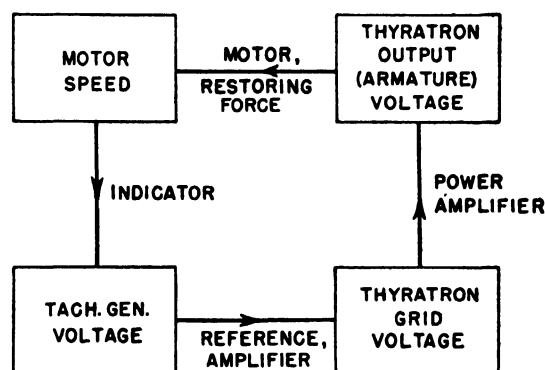 MOTOR
SPEED
MOTOR,
RESTORING
FORCE
THYRATRON
OUTPUT
(ARMATURE)
VOLTAGE
INDICATOR
POWER
AMPLIFIER
TACH. GEN.
VOLTAGE
REFERENCE,
AMPLIFIER
THYRATRON
GRID
VOLTAGE